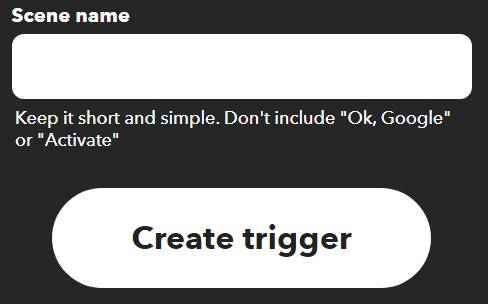 Scene name
Keep it short and simple. Don't include "Ok, Google"
or "Activate"
Create trigger